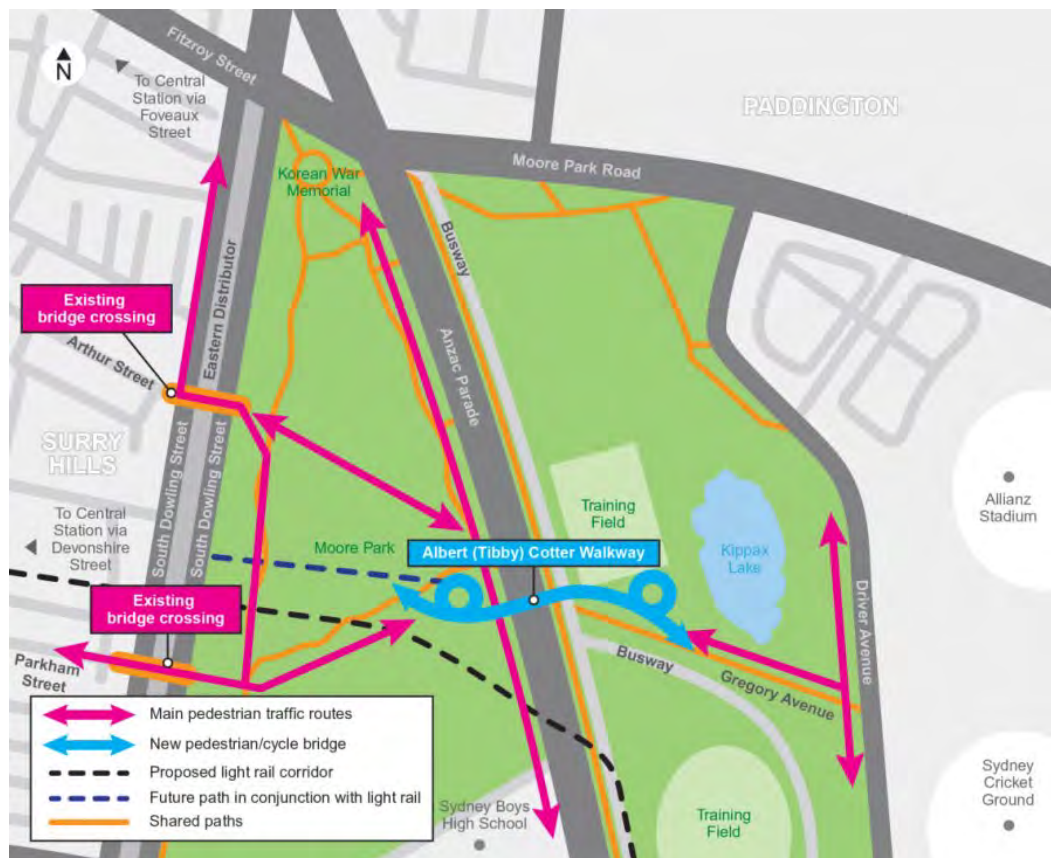 Fitzroy Street
N
To Central
Station via
Foveaux
Street
PADDINGTON
Moore Park Road
Korean War
Memorial
Busway
Eastern Distributor
Existing
bridge crossing
Arthur Street
Anzac Parade
SURRY
HILLS
South Dowling Street
South Dowling Street
To Central
Station via
Devonshire
Street
Training
Field
Allianz
Stadium
Moore Park
Albert (Tibby) Cotter Walkway
Kippax
Lake
Driver Avenue
Existing
bridge crossing
Parkham
Street
Busway
Gregory Avenue
Main pedestrian traffic routes
New pedestrian/cycle bridge
Proposed light rail corridor
Future path in conjunction with light rail
Shared paths
Sydney Boys
High School
Training
Field
Sydney
Cricket
Ground